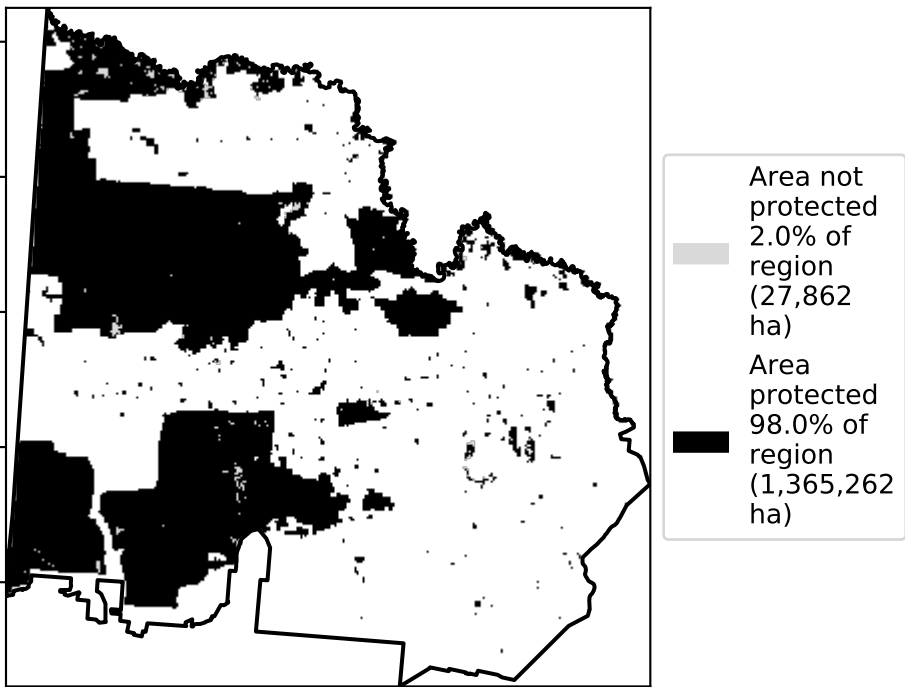 Area not
protected
2.0% of
region
(27,862
ha)
Area
protected
98.0% of
region
(1,365,262
ha)